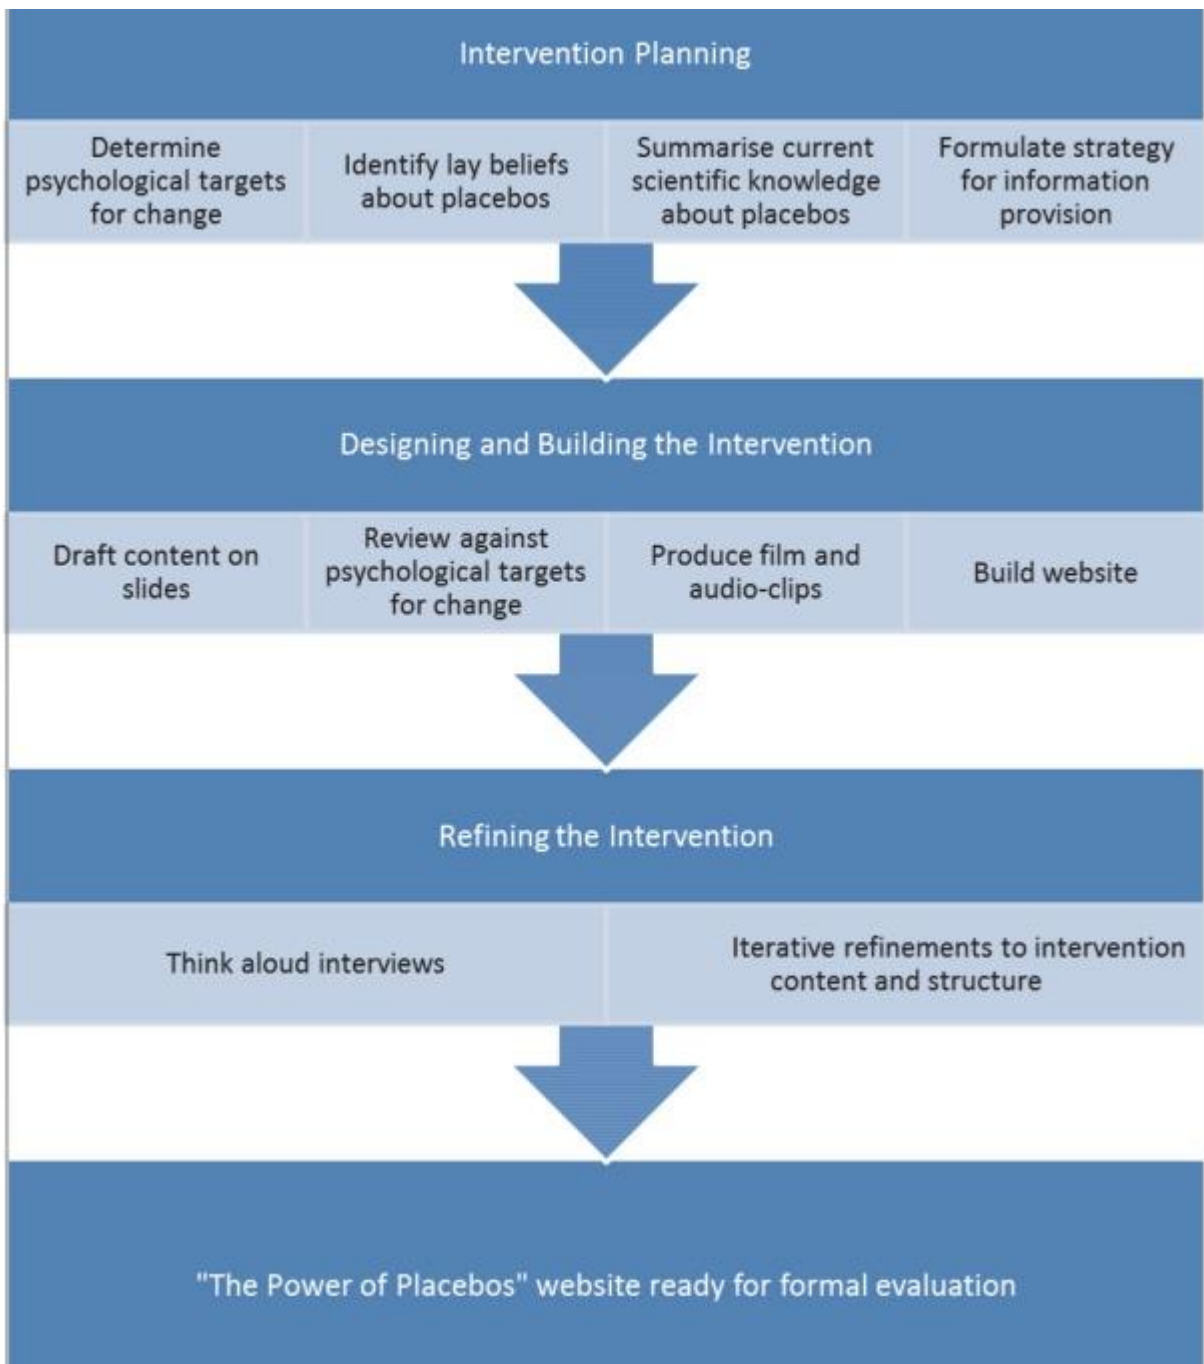 Intervention Planning
Determine
psychological targets
for change
Identify lay beliefs
about placebos
Summarise current
scientific knowledge
about placebos
Formulate strategy
for information
provision
Designing and Building the Intervention
Draft content on
slides
Review against
psychological targets
for change
Produce film and
audio-clips
Build website
Refining the Intervention
Think aloud interviews
Iterative refinements to intervention
content and structure
"The Power of Placebos" website ready for formal evaluation